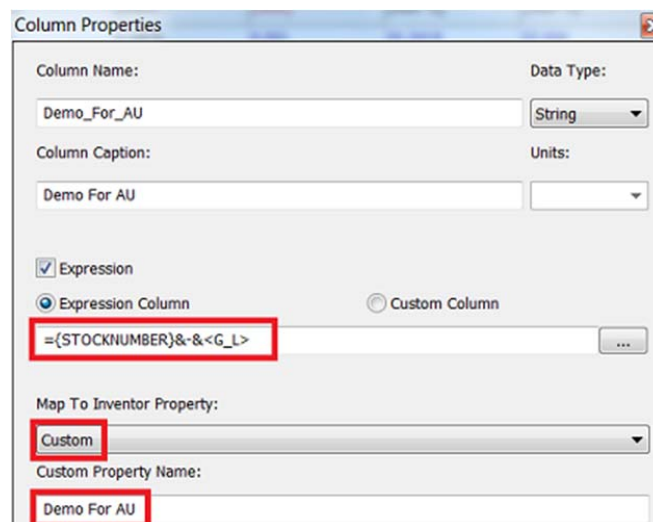 Column Properties
Column Name: Data Type:
Demo_For_AU String
Column Caption: Units:
Demo For AU
Expression
Expression Column Custom Column
={STOCKNUMBER}&-&<G_L> ...
Map To Inventor Property:
Custom
Custom Property Name:
Demo For AU